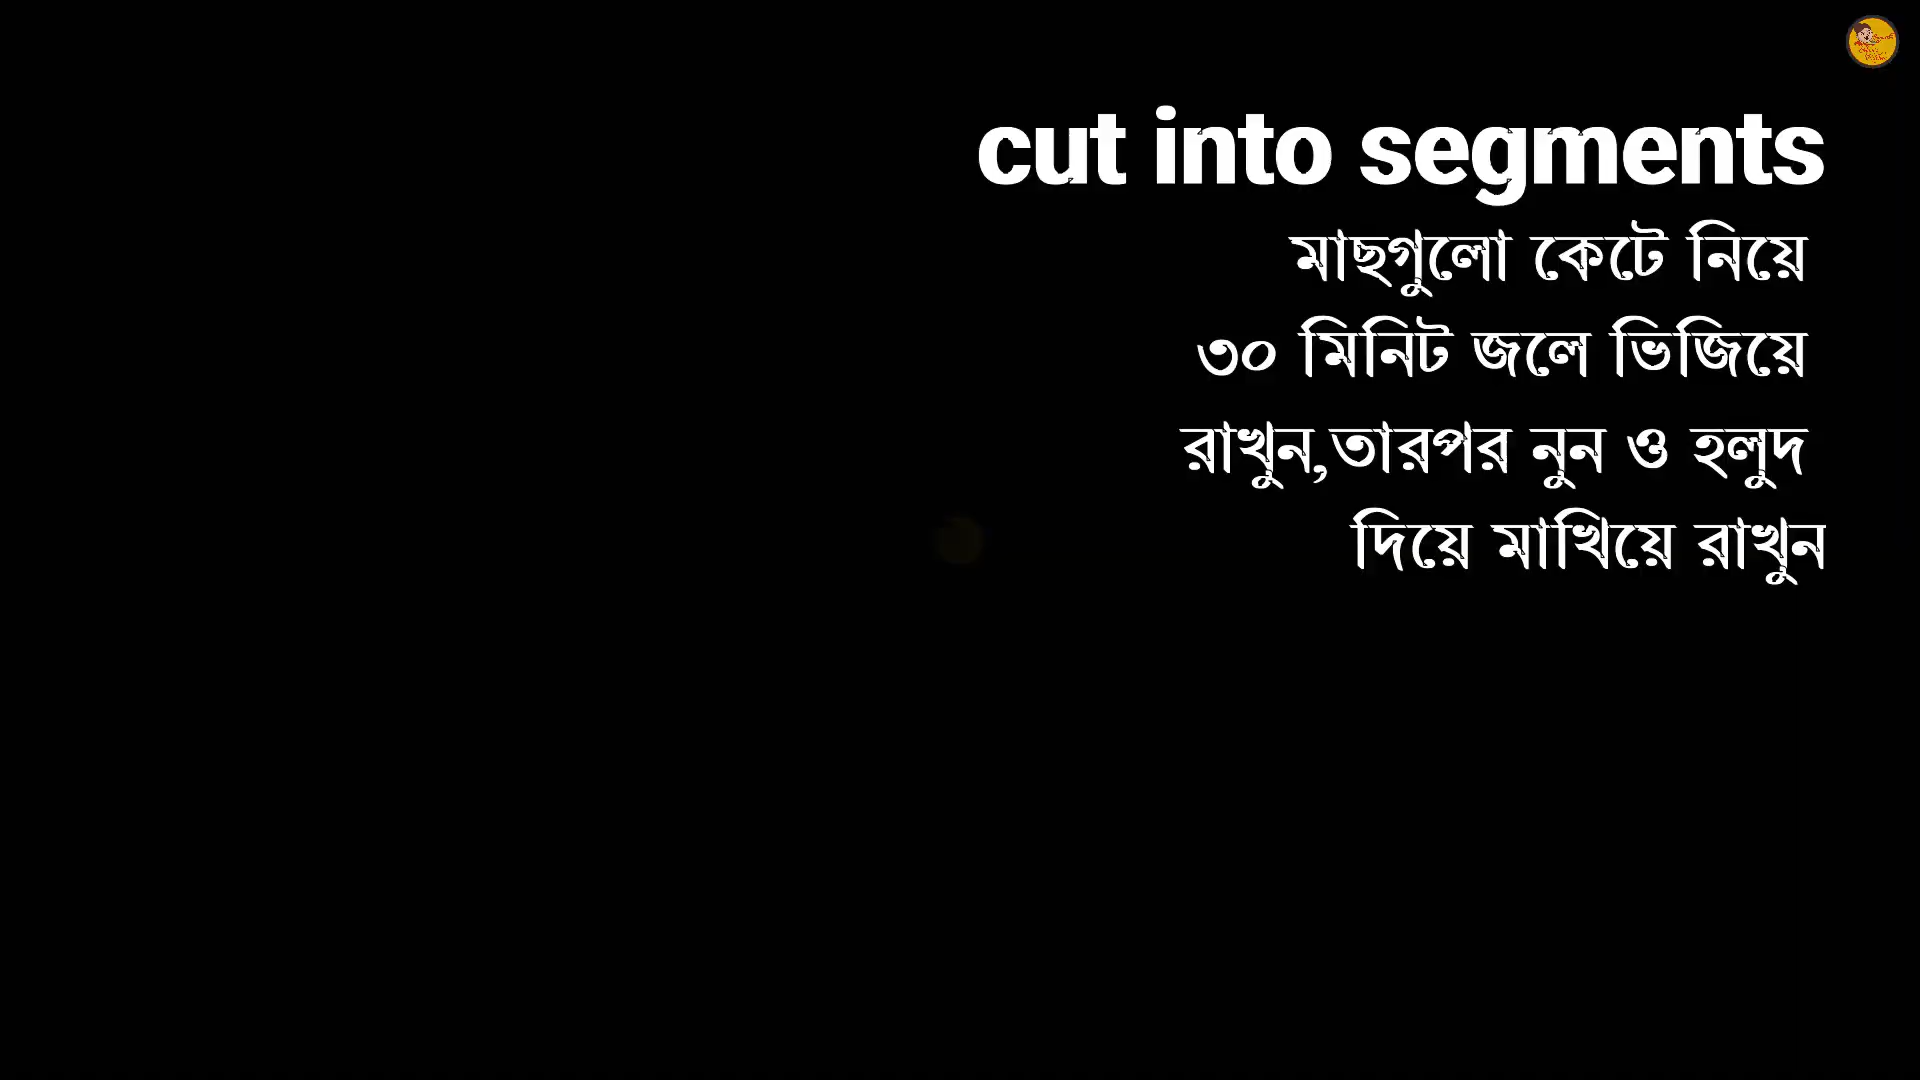 cut into segments
মাছগুলো কেটে নিয়ে
৩০ মিনিট জলে ভিজিয়ে
রাখুন,তারপর নুন ও হলুদ
দিয়ে মাখিয়ে রাখুন